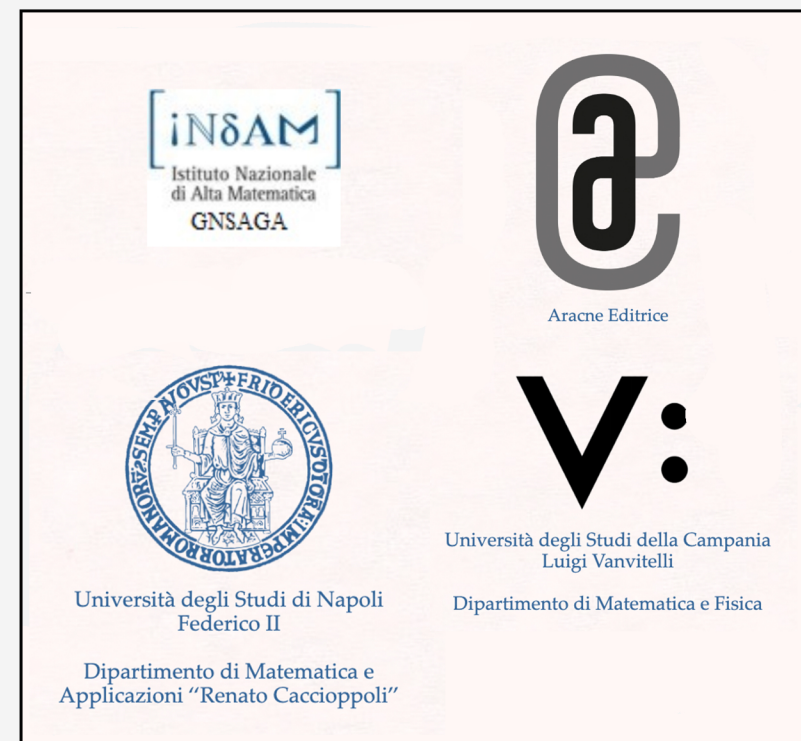 iNδAM
Istituto Nazionale
di Alta Matematica
GNSAGA
Aracne Editrice
Università degli Studi di Napoli
Federico II
Dipartimento di Matematica e
Applicazioni “Renato Caccioppoli”
V:
Università degli Studi della Campania
Luigi Vanvitelli
Dipartimento di Matematica e Fisica